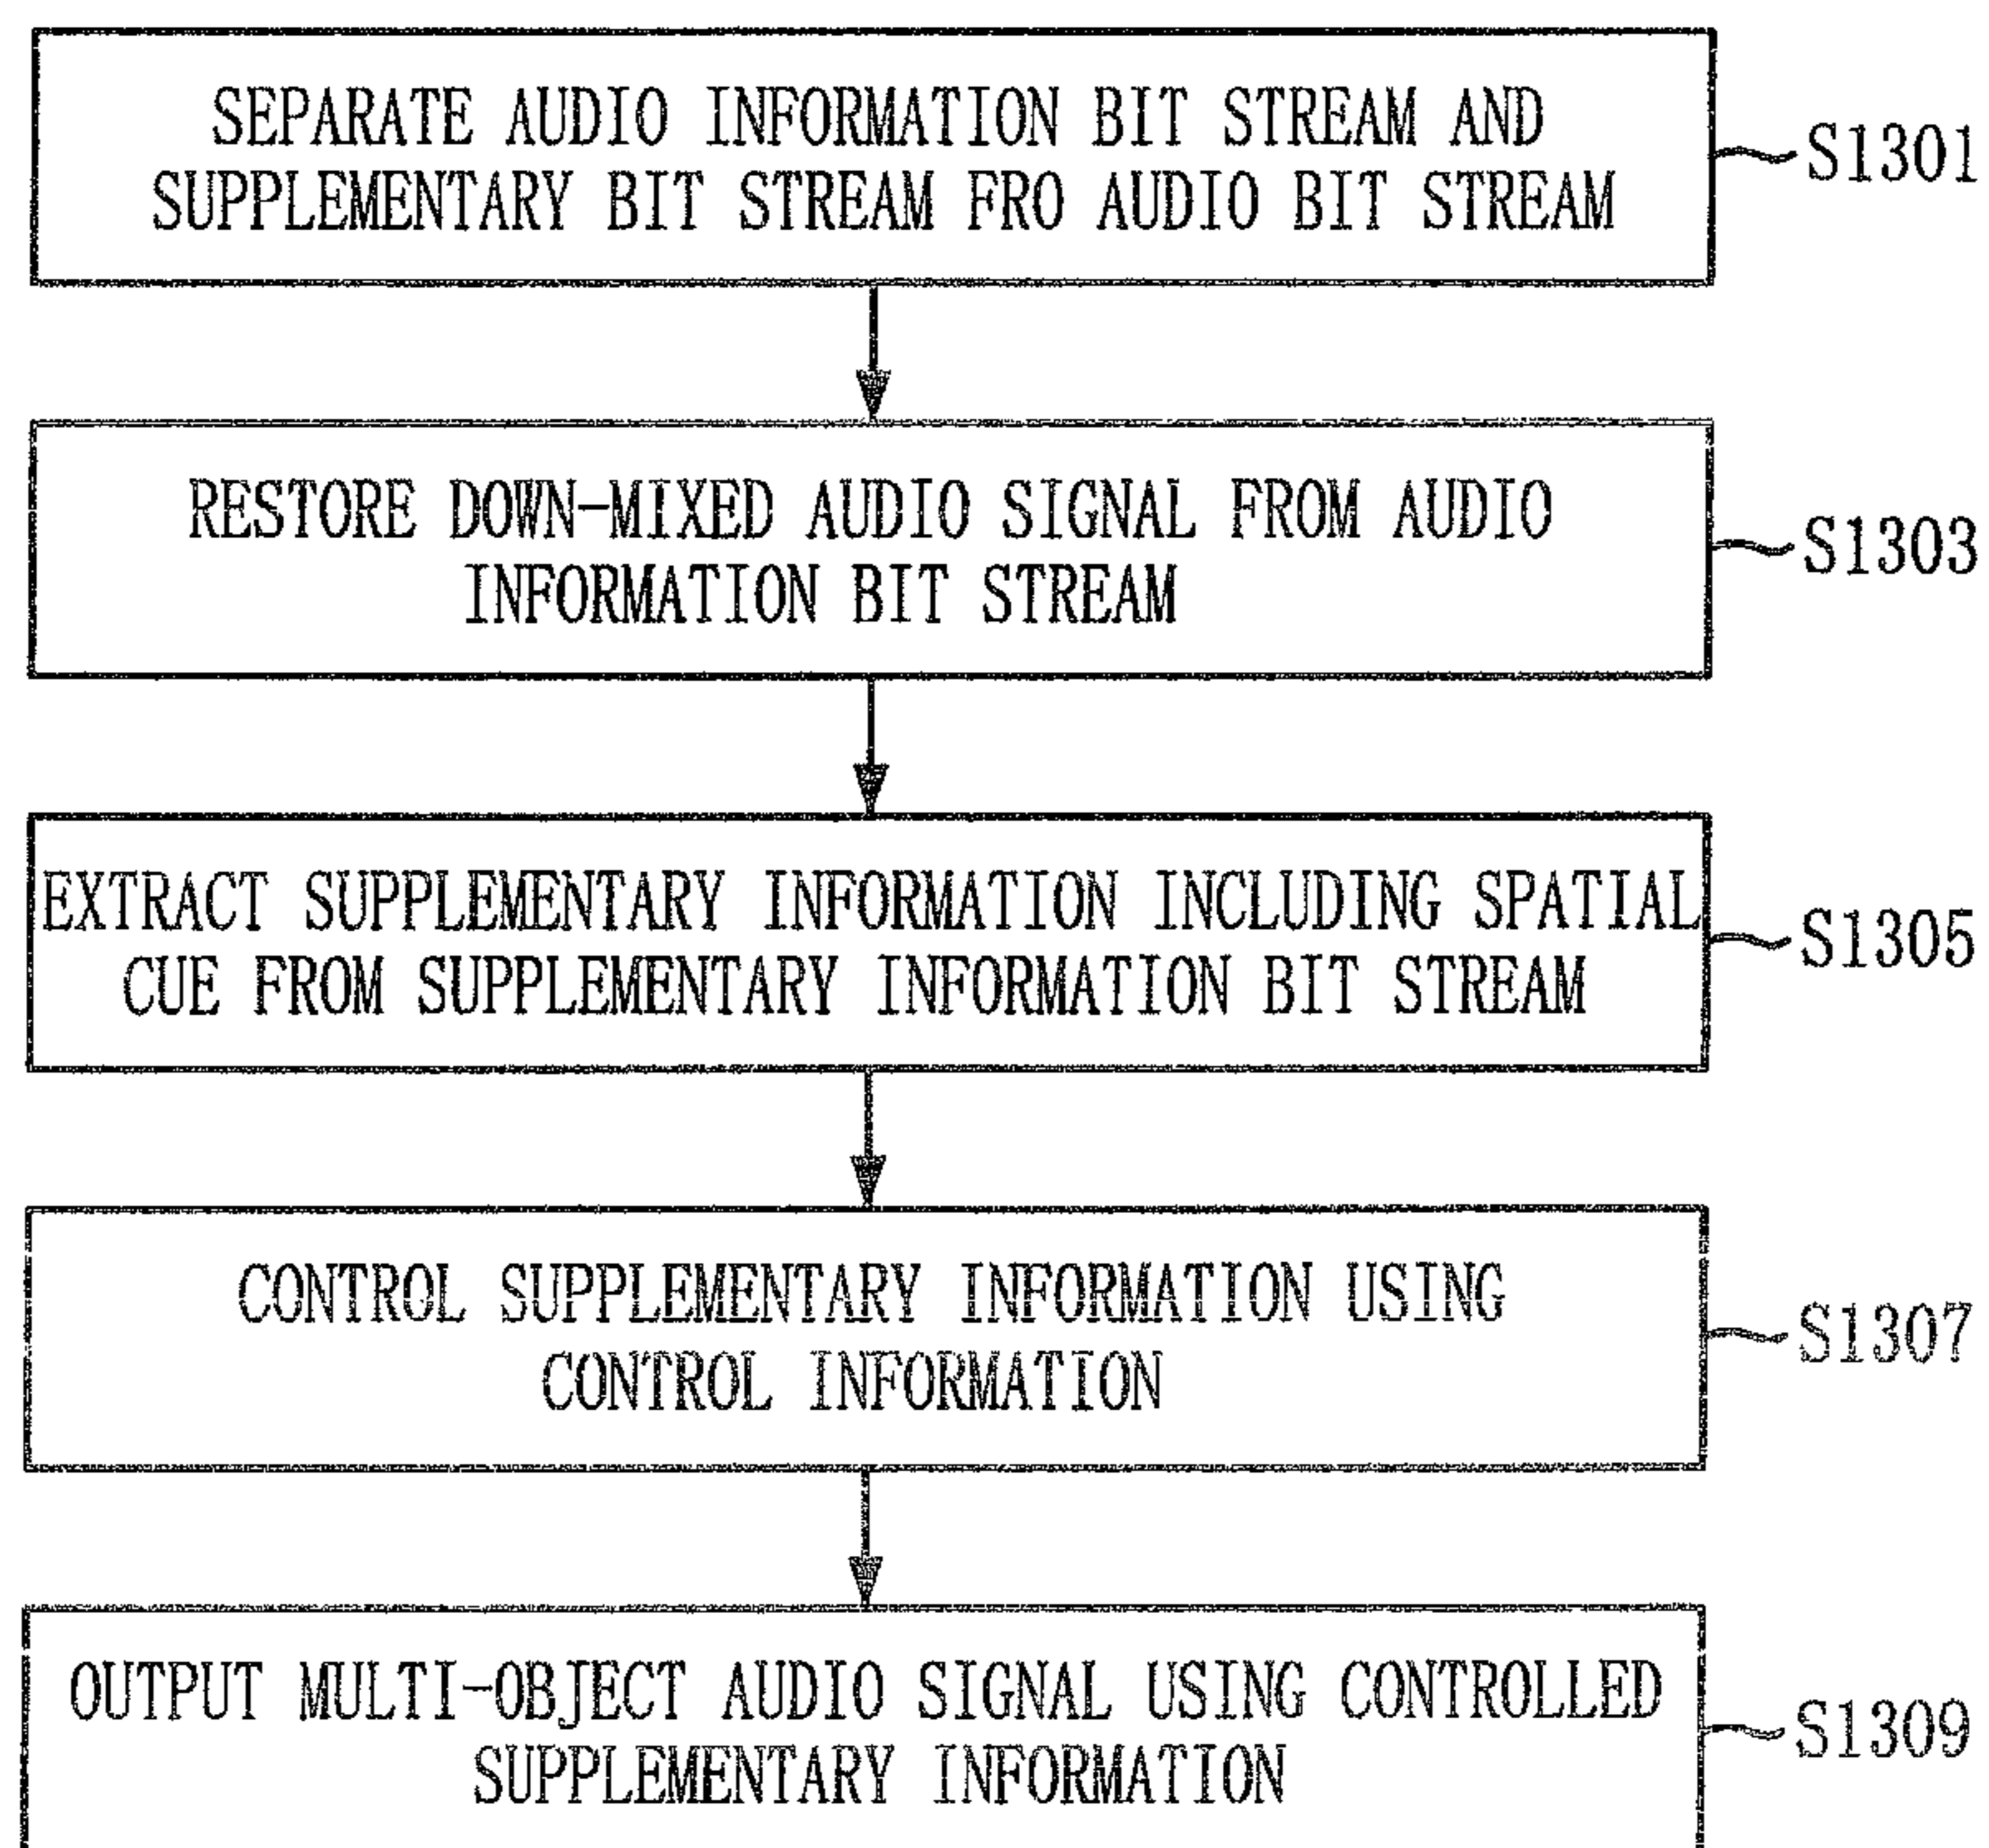 SEPARATE AUDIO INFORMATION BIT STREAM AND
SUPPLEMENTARY BIT STREAM FRO AUDIO BIT STREAM
S1301
RESTORE DOWN-MIXED AUDIO SIGNAL FROM AUDIO
INFORMATION BIT STREAM
S1303
EXTRACT SUPPLEMENTARY INFORMATION INCLUDING SPATIAL
CUE FROM SUPPLEMENTARY INFORMATION BIT STREAM
S1305
CONTROL SUPPLEMENTARY INFORMATION USING
CONTROL INFORMATION
S1307
OUTPUT MULTI-OBJECT AUDIO SIGNAL USING CONTROLLED
SUPPLEMENTARY INFORMATION
S1309